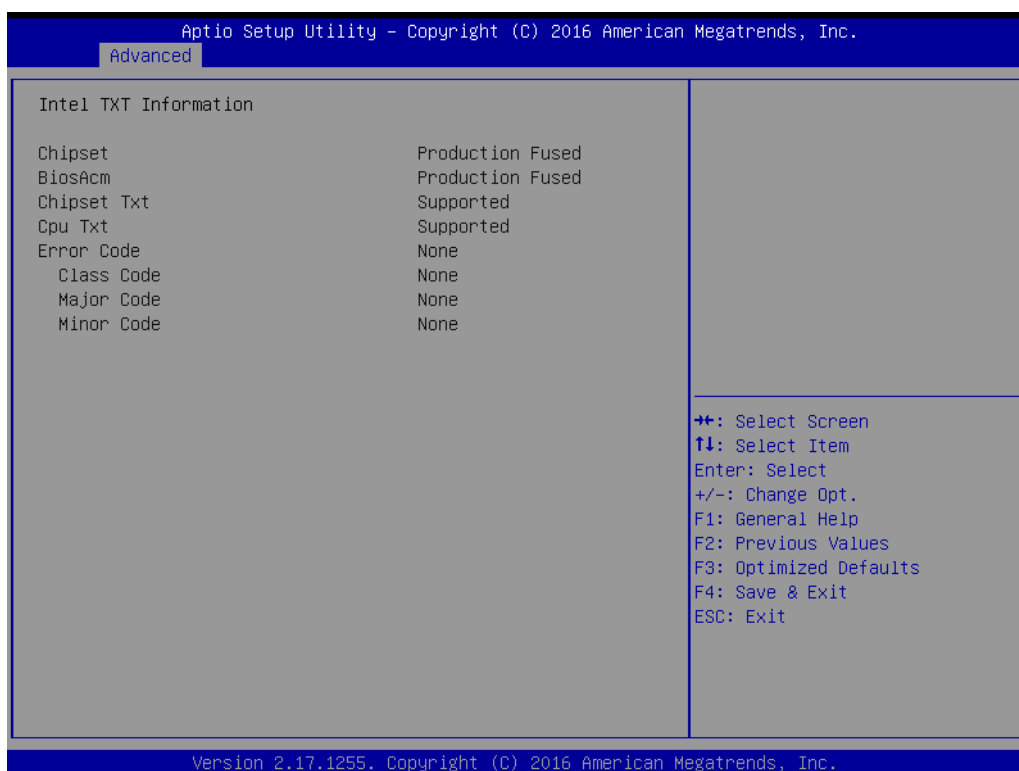 Aptio Setup Utility – Copyright (C) 2016 American Megatrends, Inc.
Advanced
Intel TXT Information
Chipset Production Fused
BiosAcm Production Fused
Chipset Txt Supported
Cpu Txt Supported
Error Code None
Class Code None
Major Code None
Minor Code None
→←: Select Screen
↑↓: Select Item
Enter: Select
+/-: Change Opt.
F1: General Help
F2: Previous Values
F3: Optimized Defaults
F4: Save & Exit
ESC: Exit
Version 2.17.1255. Copyright (C) 2016 American Megatrends, Inc.